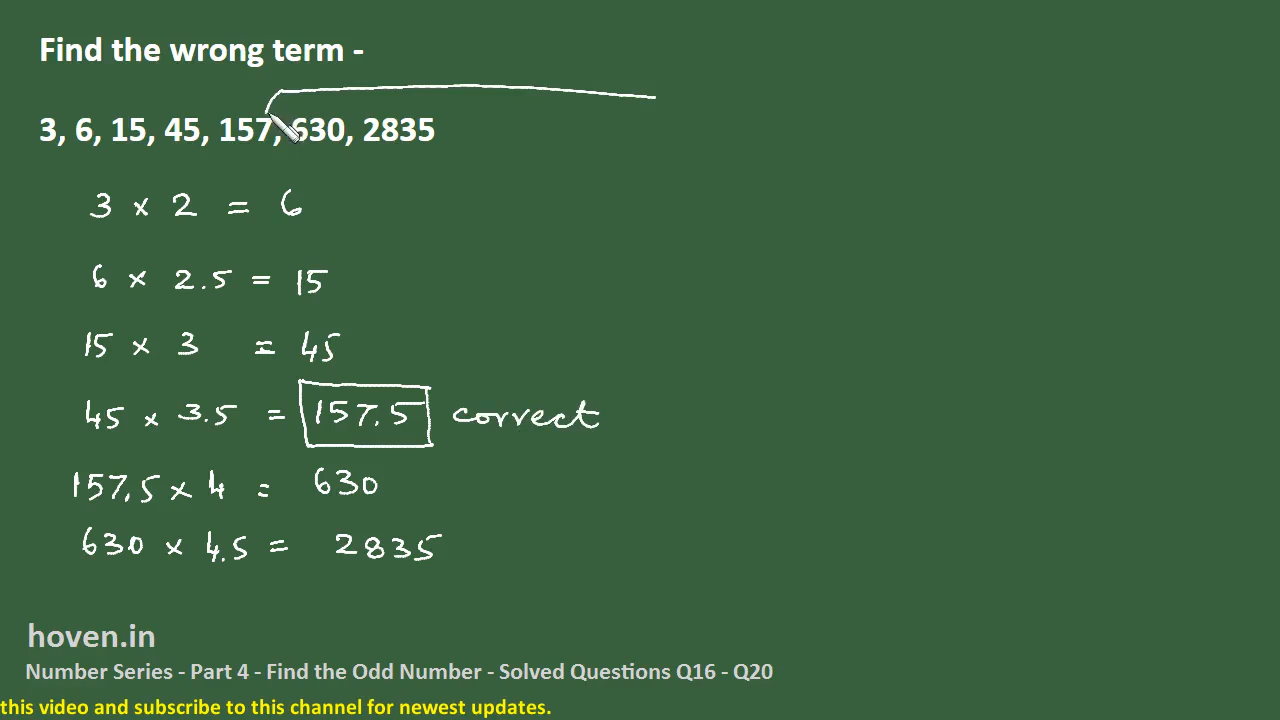 Find the wrong term -
3, 6, 15, 45, 157, 630, 2835
3 × 2 = 6
6 × 2.5 = 15
15 × 3 = 45
45 × 3.5 = 157.5 correct
157.5 × 4 = 630
630 × 4.5 = 2835
hoven.in
Number Series - Part 4 - Find the Odd Number - Solved Questions Q16 - Q20
this video and subscribe to this channel for newest updates.